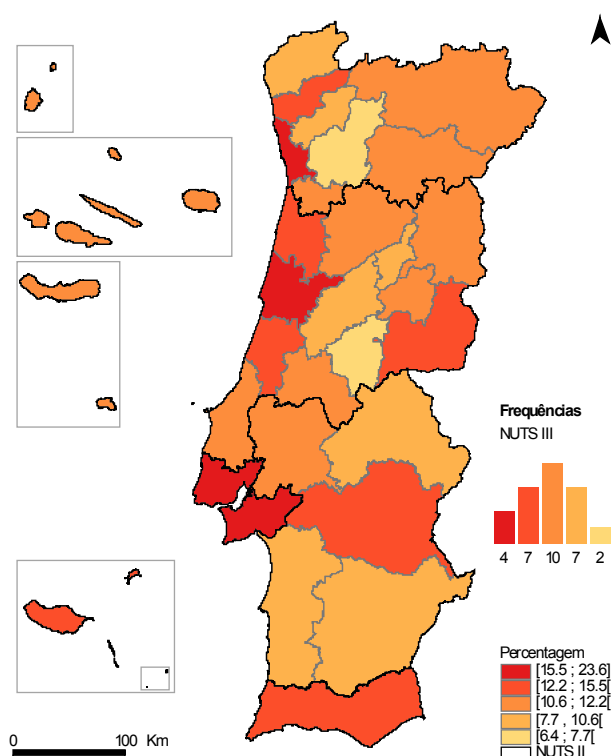 Frequências
NUTS III
4 7 10 7 2
Percentagem
[15.5 ; 23.6]
[12.2 ; 15.5[
[10.6 ; 12.2[
[7.7 , 10.6[
[6.4 ; 7.7[
NUTS II
0 100 Km